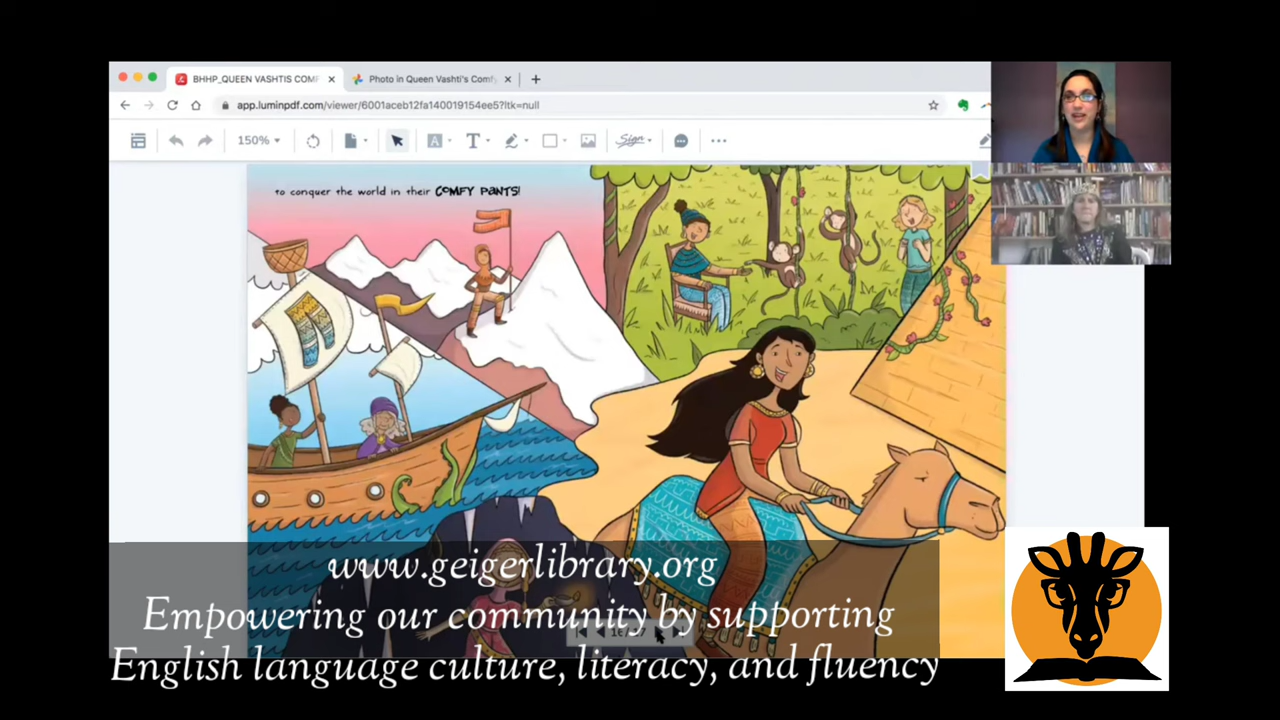 BHHP_QUEEN VASHTIS COMF
Photo in Queen Vashti's Comfy
app.luminpdf.com/viewer/6001aceb12fa140019154ee5?ltk=null
150%
A
T
Sign
to conquer the world in their COMFY PANTS!
www.geigerlibrary.org
Empowering our community by supporting
English language culture, literacy, and fluency